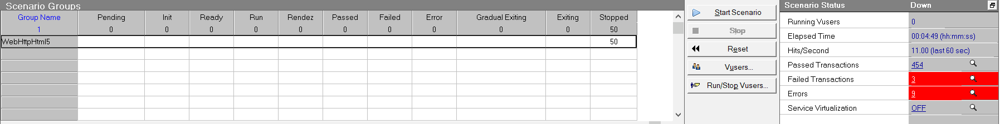 Scenario Groups
Group Name Pending Init Ready Run Rendez Passed Failed Error Gradual Exiting Exiting Stopped
1 0 0 0 0 0 0 0 0 0 0 50
WebHttpHtml5 50
Start Scenario
Stop
Reset
Vusers...
Run/Stop Vusers...
Scenario Status Down
Running Vusers 0
Elapsed Time 00:04:49 (hh:mm:ss)
Hits/Second 11.00 (last 60 sec)
Passed Transactions 454
Failed Transactions 3
Errors 9
Service Virtualization OFF